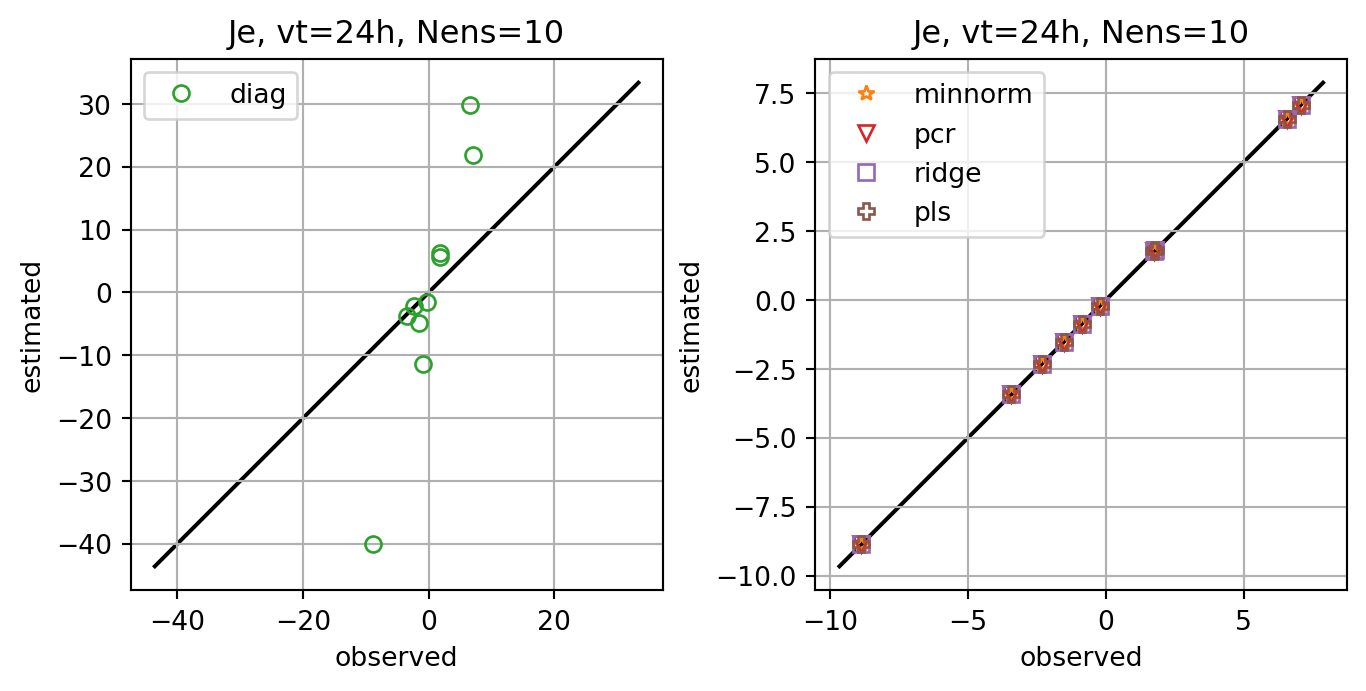 Je, vt=24h, Nens=10
diag
30
20
10
0
−10
−20
−30
−40
estimated
−40
−20
0
20
observed
Je, vt=24h, Nens=10
minnorm
pcr
ridge
pls
7.5
5.0
2.5
0.0
−2.5
−5.0
−7.5
−10.0
estimated
−10
−5
0
5
observed